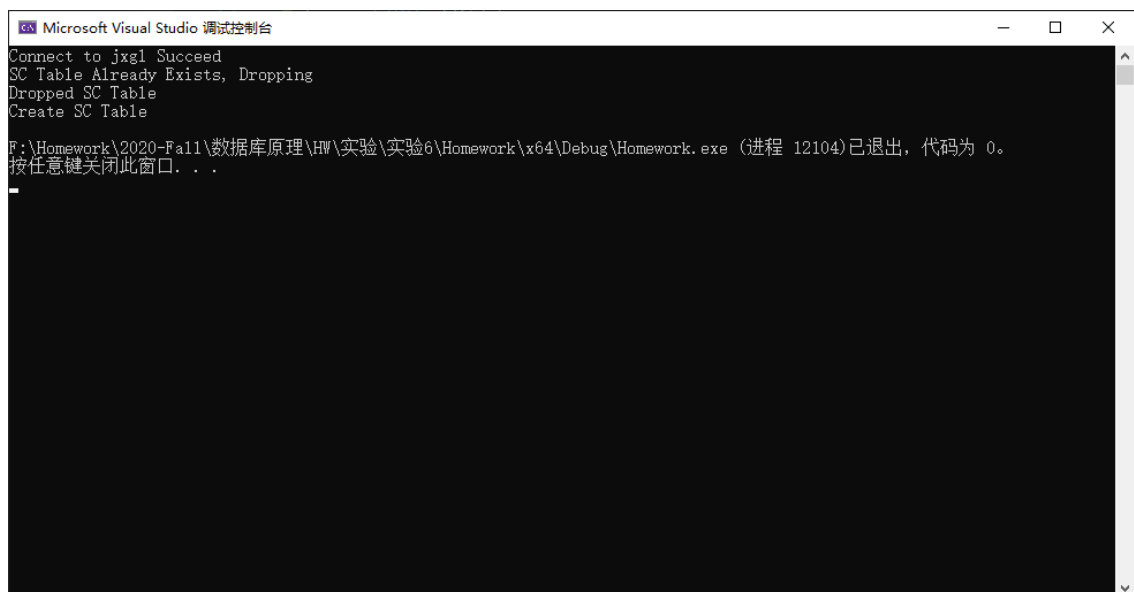 Microsoft Visual Studio 调试控制台
Connect to jxgl Succeed
SC Table Already Exists, Dropping
Dropped SC Table
Create SC Table
F:\Homework\2020-Fall\数据库原理\HW\实验\实验6\Homework\x64\Debug\Homework.exe (进程 12104)已退出，代码为 0。
按任意键关闭此窗口. . .